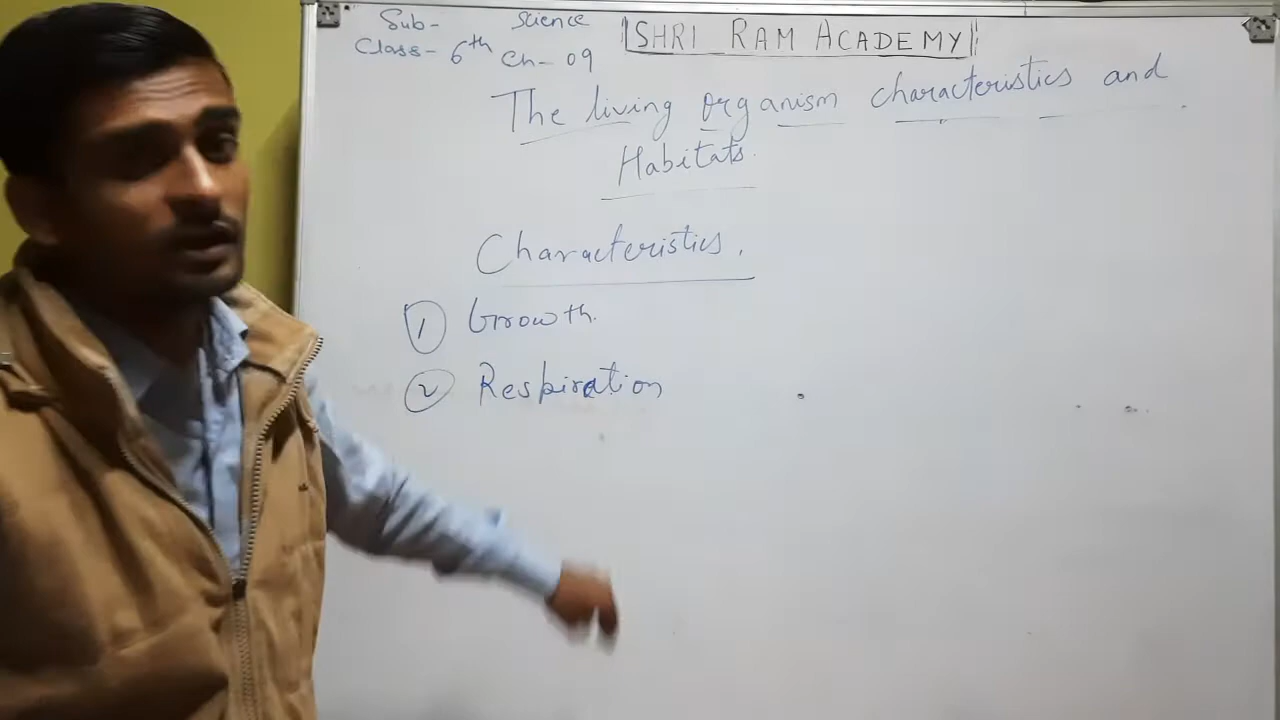 Sub- Science
Class- 6th Ch- 09
SHRI RAM ACADEMY
The living organism characteristics and
Habitats.
Characteristics.
1 Growth.
2 Respiration